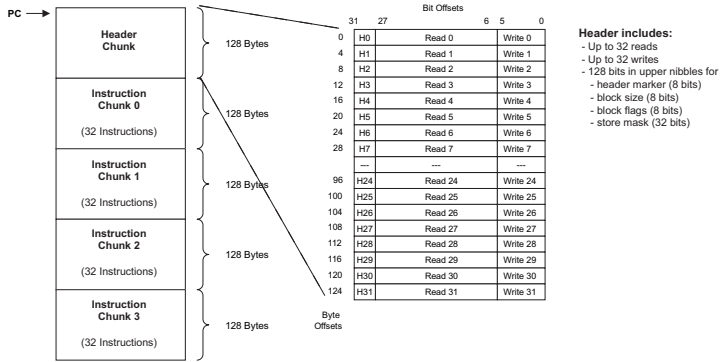 PC
Header
Chunk
128 Bytes
Instruction
Chunk 0
(32 Instructions)
128 Bytes
Instruction
Chunk 1
(32 Instructions)
128 Bytes
Instruction
Chunk 2
(32 Instructions)
128 Bytes
Instruction
Chunk 3
(32 Instructions)
128 Bytes
Bit Offsets
31 27 6 5 0
0 H0 Read 0 Write 0
4 H1 Read 1 Write 1
8 H2 Read 2 Write 2
12 H3 Read 3 Write 3
16 H4 Read 4 Write 4
20 H5 Read 5 Write 5
24 H6 Read 6 Write 6
28 H7 Read 7 Write 7
--- --- ---
96 H24 Read 24 Write 24
100 H25 Read 25 Write 25
104 H26 Read 26 Write 26
108 H27 Read 27 Write 27
112 H28 Read 28 Write 28
116 H29 Read 29 Write 29
120 H30 Read 30 Write 30
124 H31 Read 31 Write 31
Byte
Offsets
Header includes:
- Up to 32 reads
- Up to 32 writes
- 128 bits in upper nibbles for
- header marker (8 bits)
- block size (8 bits)
- block flags (8 bits)
- store mask (32 bits)